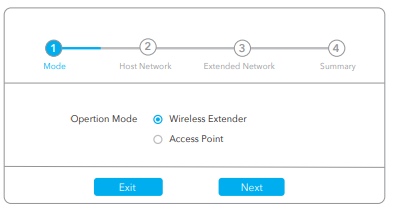 1 2 3 4
Mode Host Network Extended Network Summary
Opertion Mode Wireless Extender
Access Point
Exit Next